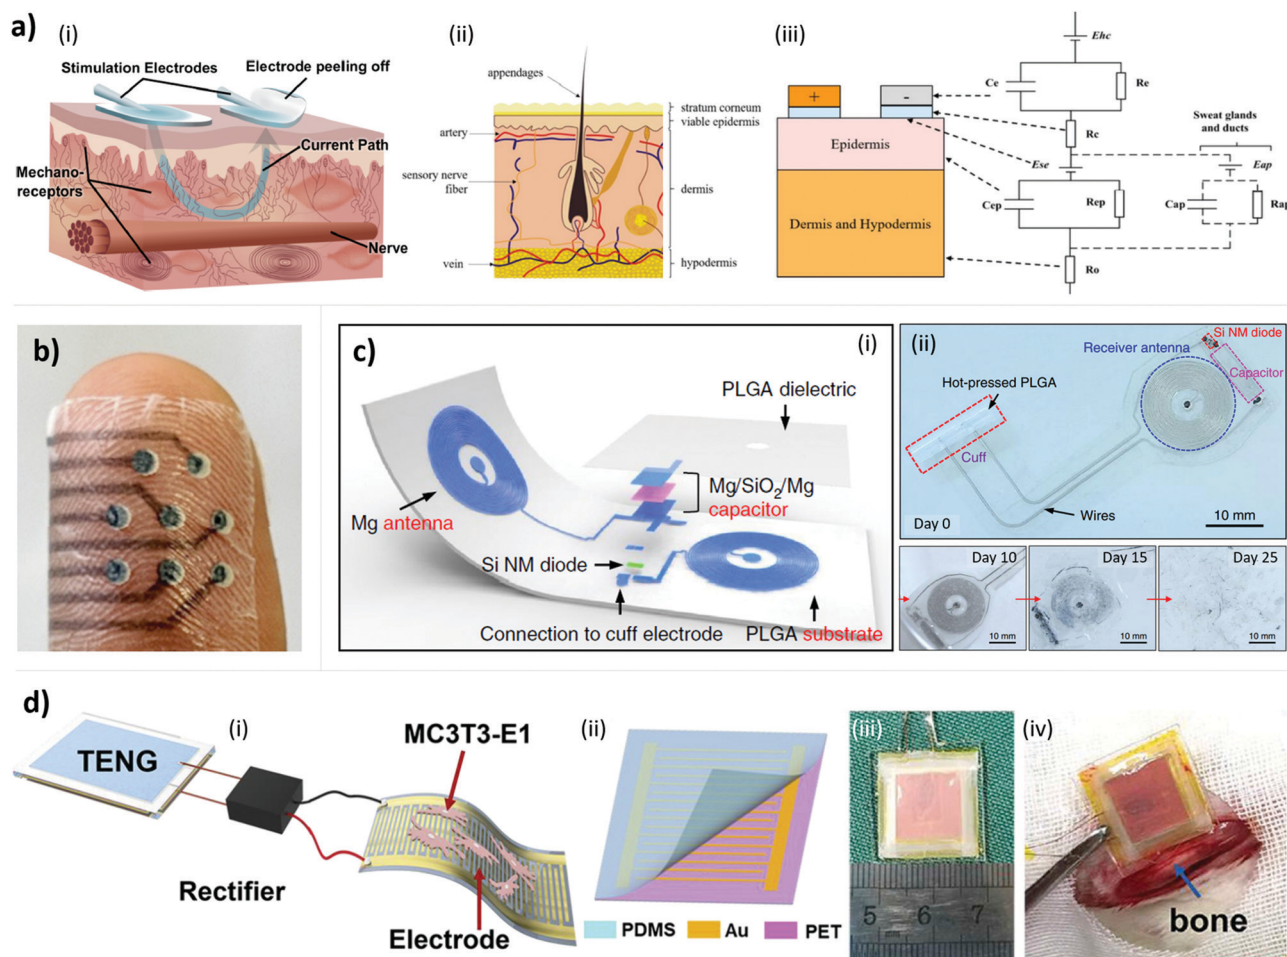 a)
(i)
Stimulation Electrodes
Electrode peeling off
Current Path
Mechano-
receptors
Nerve
(ii)
appendages
stratum corneum
viable epidermis
artery
sensory nerve
fiber
dermis
vein
hypodermis
(iii)
+
-
Epidermis
Dermis and Hypodermis
Ehc
Ce
Re
Rc
Sweat glands
and ducts
Ese
Eap
Cep
Rep
Cap
Rap
Ro
b)
c)
(i)
PLGA dielectric
Mg/SiO2/Mg
capacitor
Mg antenna
Si NM diode
Connection to cuff electrode
PLGA substrate
(ii)
Si NM diode
Receiver antenna
Capacitor
Hot-pressed PLGA
Cuff
Wires
Day 0
10 mm
Day 10
10 mm
Day 15
10 mm
Day 25
10 mm
d)
(i)
TENG
MC3T3-E1
Rectifier
Electrode
(ii)
PDMS
Au
PET
(iii)
5 6 7
(iv)
bone